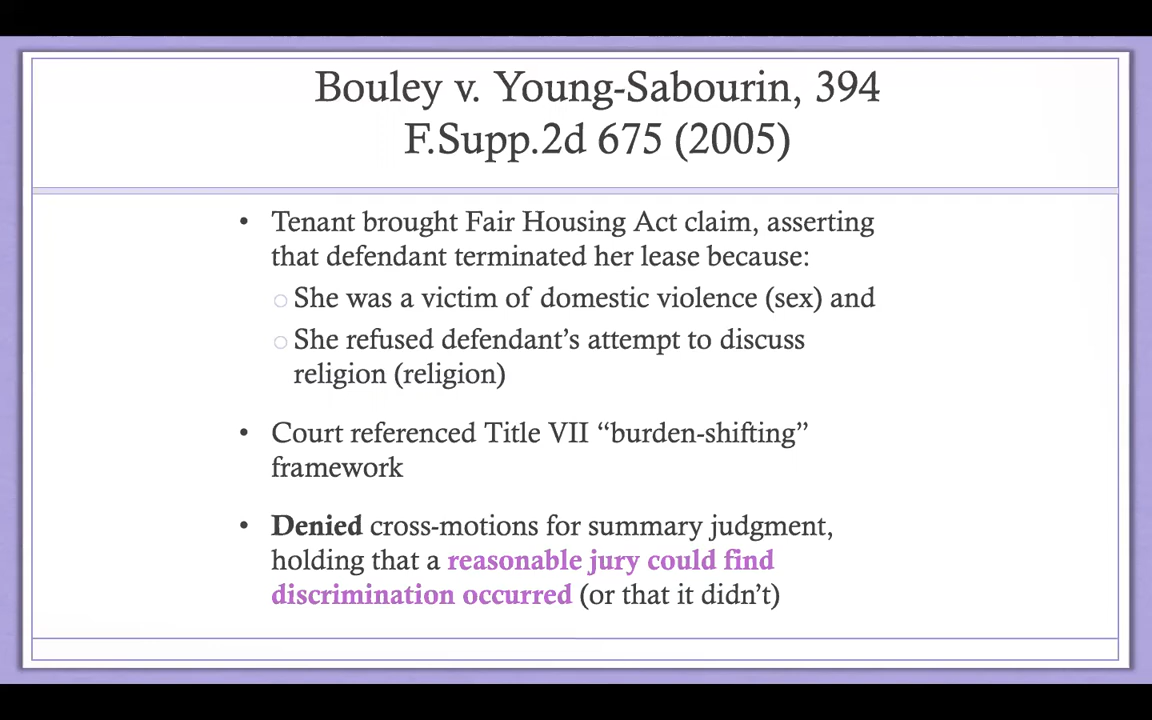 Bouley v. Young-Sabourin, 394
F.Supp.2d 675 (2005)
• Tenant brought Fair Housing Act claim, asserting
that defendant terminated her lease because:
○ She was a victim of domestic violence (sex) and
○ She refused defendant’s attempt to discuss
religion (religion)
• Court referenced Title VII “burden-shifting”
framework
• Denied cross-motions for summary judgment,
holding that a reasonable jury could find
discrimination occurred (or that it didn’t)